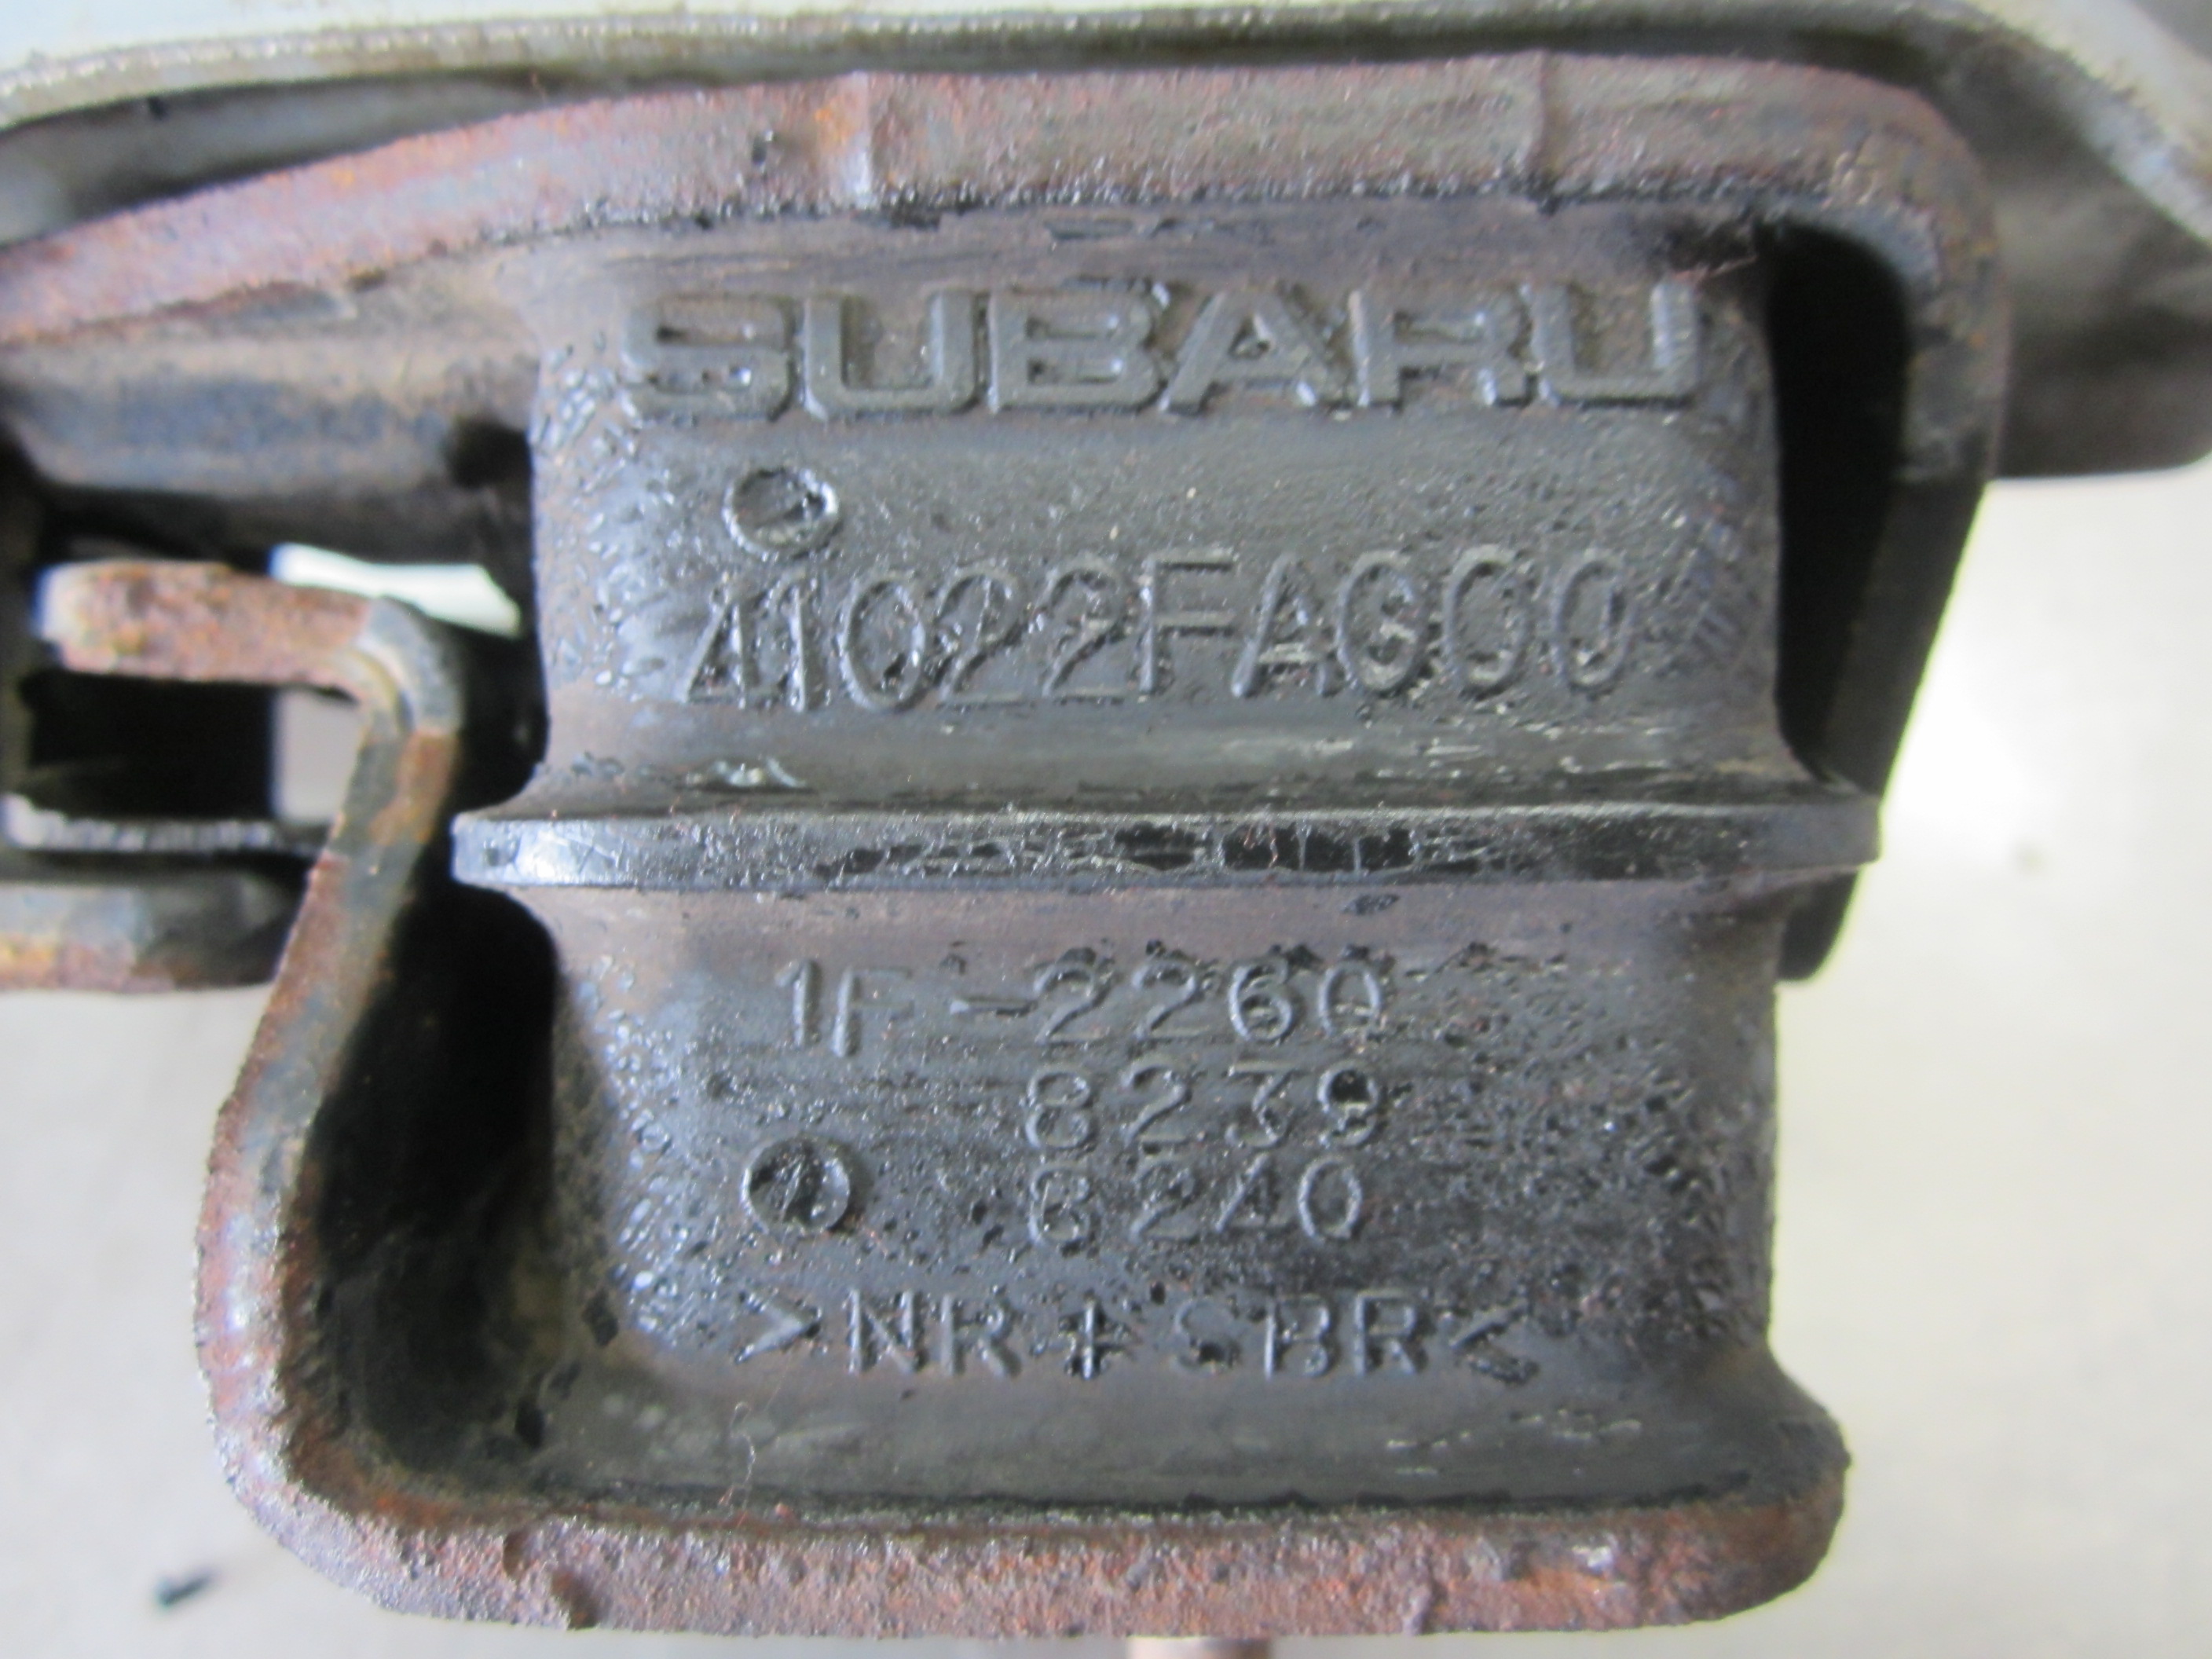 SUBARU
41022FA000
1F-2260
8239
8240
>NR+SBR<